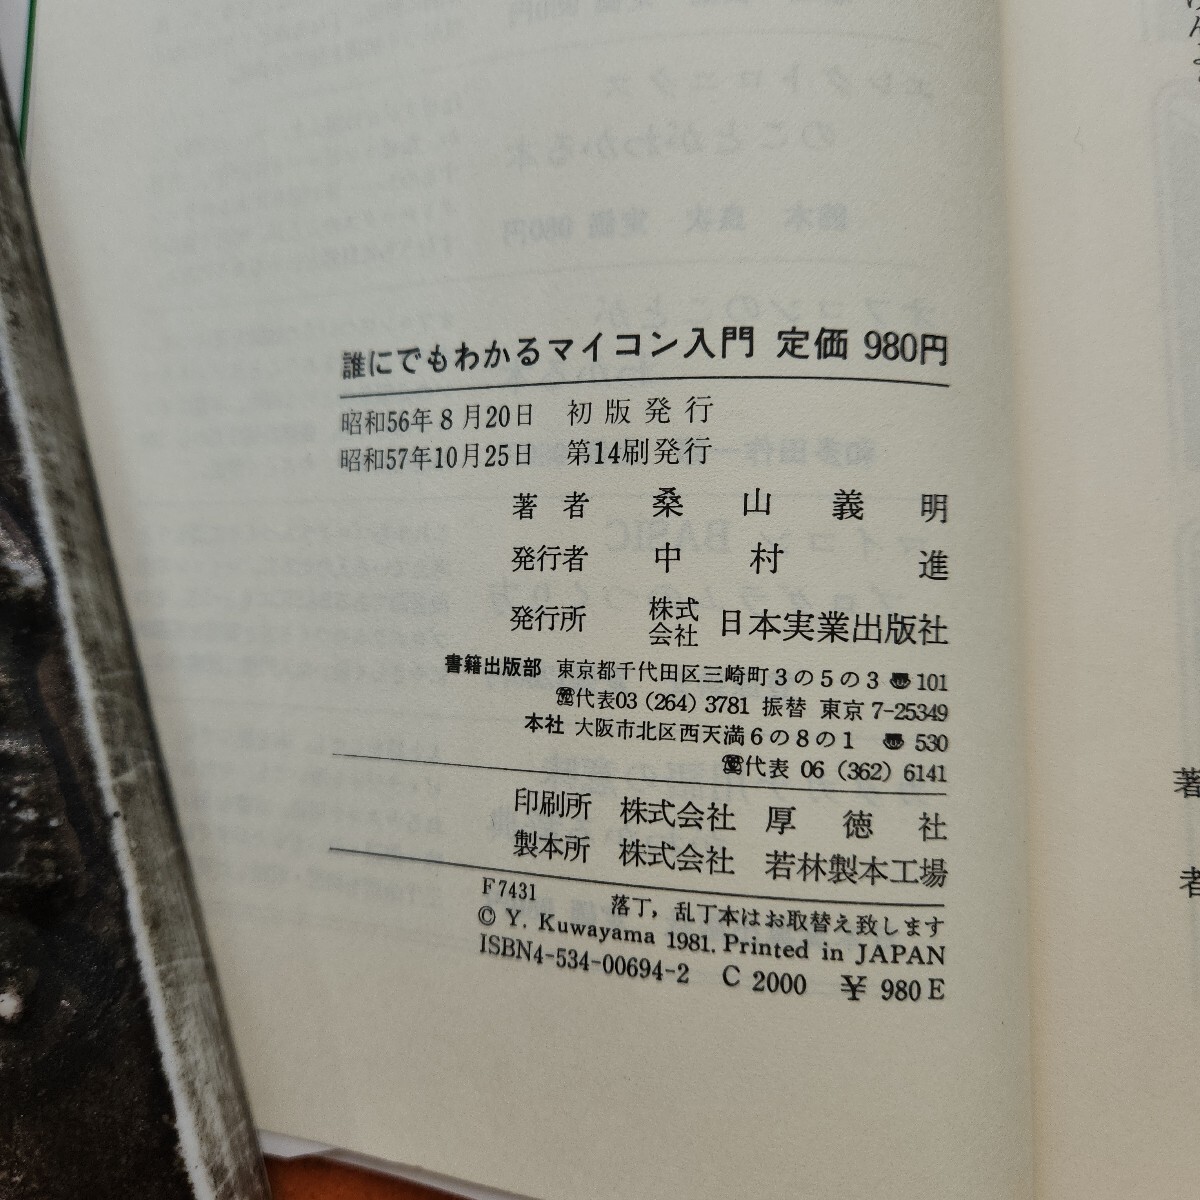 誰にでもわかるマイコン入門 定価 980円
昭和56年8月20日 初版発行
昭和57年10月25日 第14刷発行
著者 桑山義明
発行者 中村進
発行所 株式会社 日本実業出版社
書籍出版部 東京都千代田区三崎町3の5の3 〠101
☎代表03(264)3781 振替 東京7-25349
本社 大阪市北区西天満6の8の1 〠530
☎代表 06(362)6141
印刷所 株式会社 厚徳社
製本所 株式会社 若林製本工場
F7431 落丁,乱丁本はお取替え致します
© Y. Kuwayama 1981. Printed in JAPAN
ISBN4-534-00694-2 C 2000 ¥ 980 E
著
者